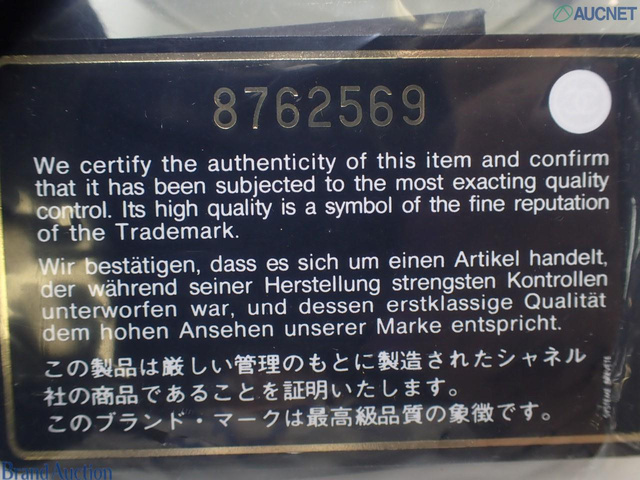 AUCNET
8762569
We certify the authenticity of this item and confirm
that it has been subjected to the most exacting quality
control. Its high quality is a symbol of the fine reputation
of the Trademark.
Wir bestätigen, dass es sich um einen Artikel handelt,
der während seiner Herstellung strengsten Kontrollen
unterworfen war, und dessen erstklassige Qualität
dem hohen Ansehen unserer Marke entspricht.
この製品は厳しい管理のもとに製造されたシャネル
社の商品であることを証明いたします。
このブランド・マークは最高級品質の象徴です。
Brand Auction